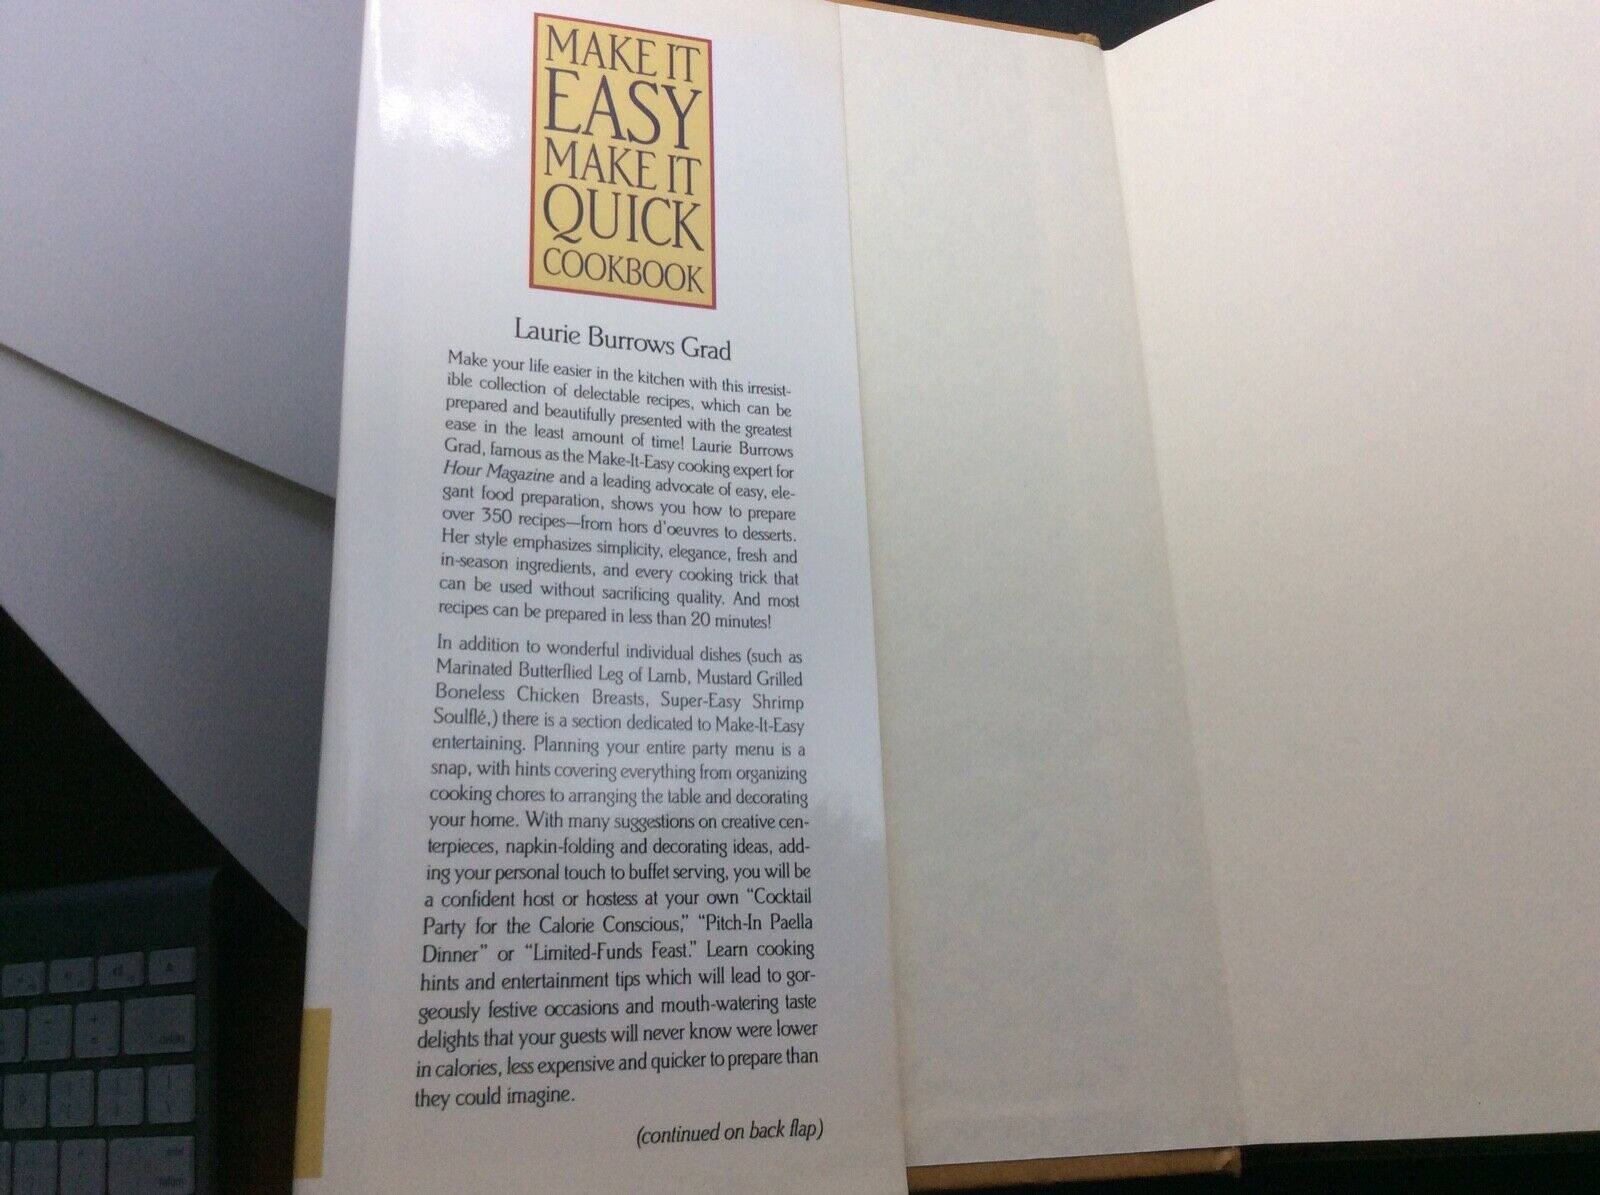 MAKE IT
EASY
MAKE IT
QUICK
COOKBOOK
Laurie Burrows Grad
Make your life easier in the kitchen with this irresist-
ible collection of delectable recipes, which can be
prepared and beautifully presented with the greatest
ease in the least amount of time! Laurie Burrows
Grad, famous as the Make-It-Easy cooking expert for
Hour Magazine and a leading advocate of easy, ele-
gant food preparation, shows you how to prepare
over 350 recipes—from hors d'oeuvres to desserts.
Her style emphasizes simplicity, elegance, fresh and
in-season ingredients, and every cooking trick that
can be used without sacrificing quality. And most
recipes can be prepared in less than 20 minutes!
In addition to wonderful individual dishes (such as
Marinated Butterflied Leg of Lamb, Mustard Grilled
Boneless Chicken Breasts, Super-Easy Shrimp
Soulflé,) there is a section dedicated to Make-It-Easy
entertaining. Planning your entire party menu is a
snap, with hints covering everything from organizing
cooking chores to arranging the table and decorating
your home. With many suggestions on creative cen-
terpieces, napkin-folding and decorating ideas, add-
ing your personal touch to buffet serving, you will be
a confident host or hostess at your own "Cocktail
Party for the Calorie Conscious," "Pitch-In Paella
Dinner" or "Limited-Funds Feast." Learn cooking
hints and entertainment tips which will lead to gor-
geously festive occasions and mouth-watering taste
delights that your guests will never know were lower
in calories, less expensive and quicker to prepare than
they could imagine.
(continued on back flap)
delete
return